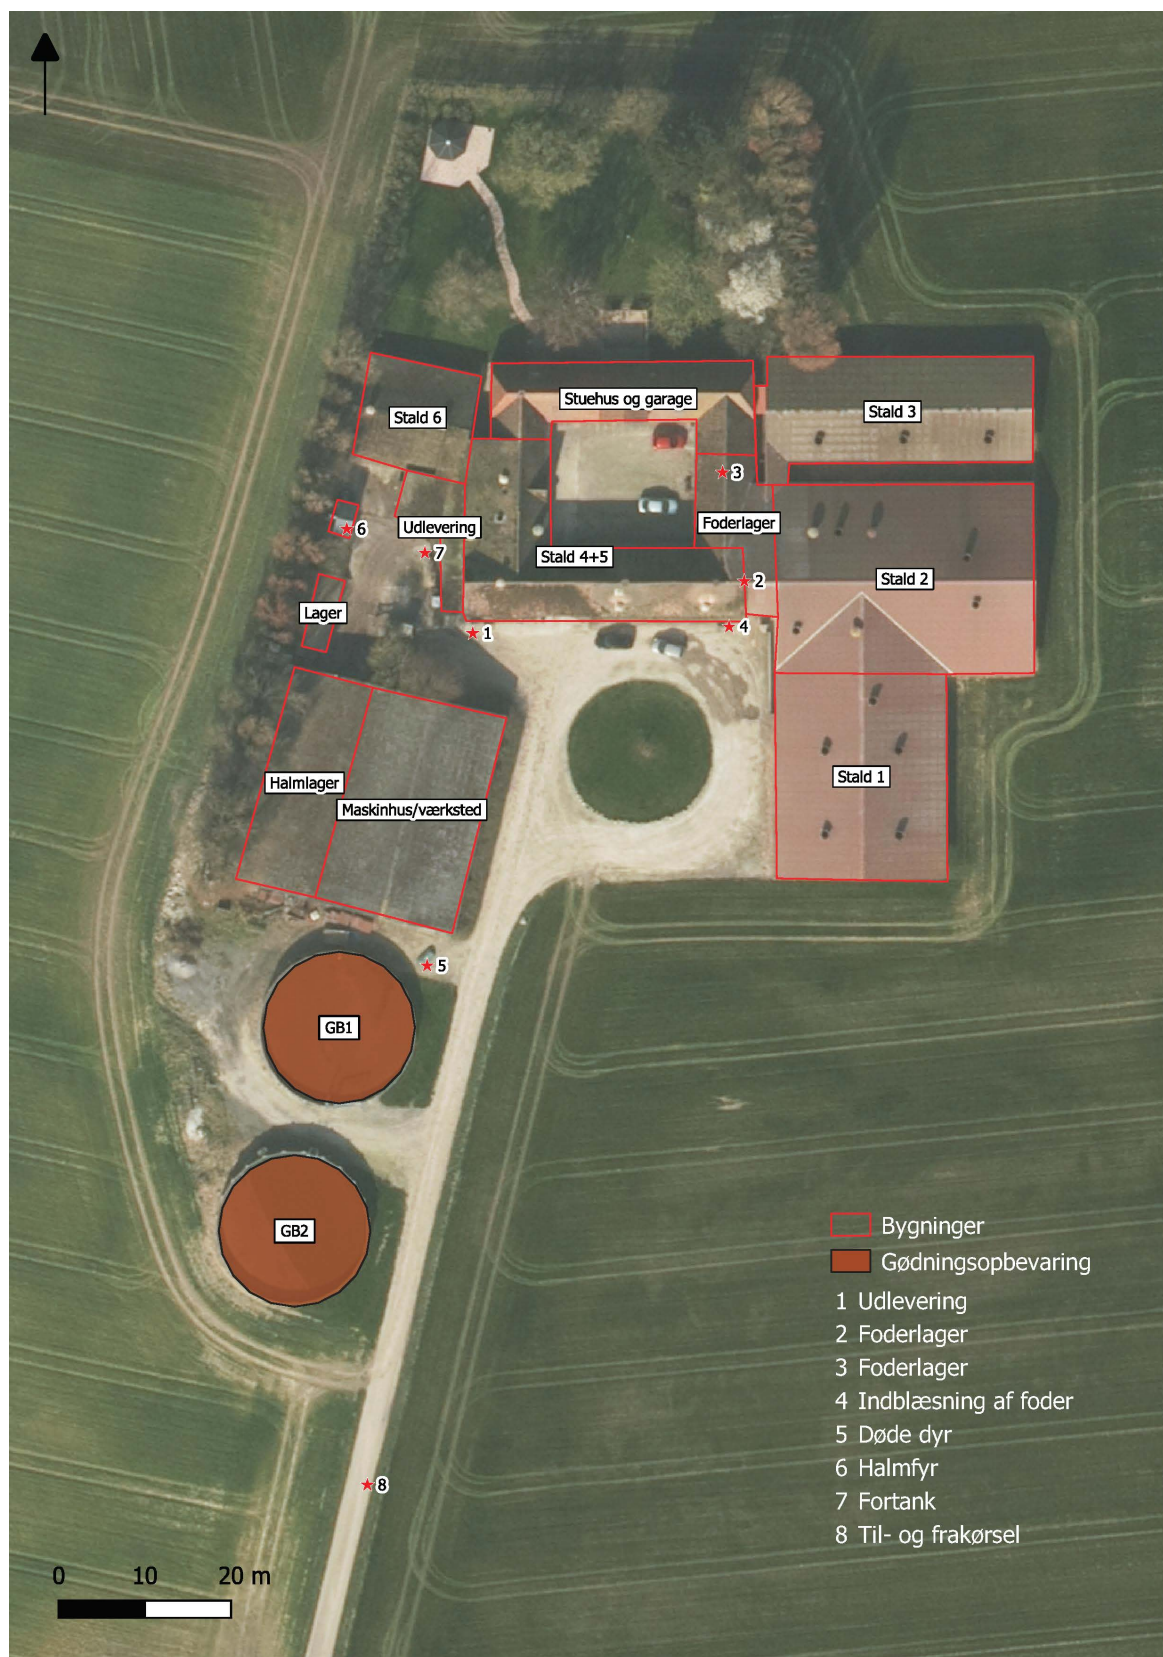 Stuehus og garage
Stald 3
Stald 6
3
Foderlager
Udlevering
6
7
Stald 4+5
2
Stald 2
Lager
1
4
Halmlager
Maskinhus/værksted
Stald 1
5
GB1
GB2
8
Bygninger
Gødningsopbevaring
1 Udlevering
2 Foderlager
3 Foderlager
4 Indblæsning af foder
5 Døde dyr
6 Halmfyr
7 Fortank
8 Til- og frakørsel
0 10 20 m